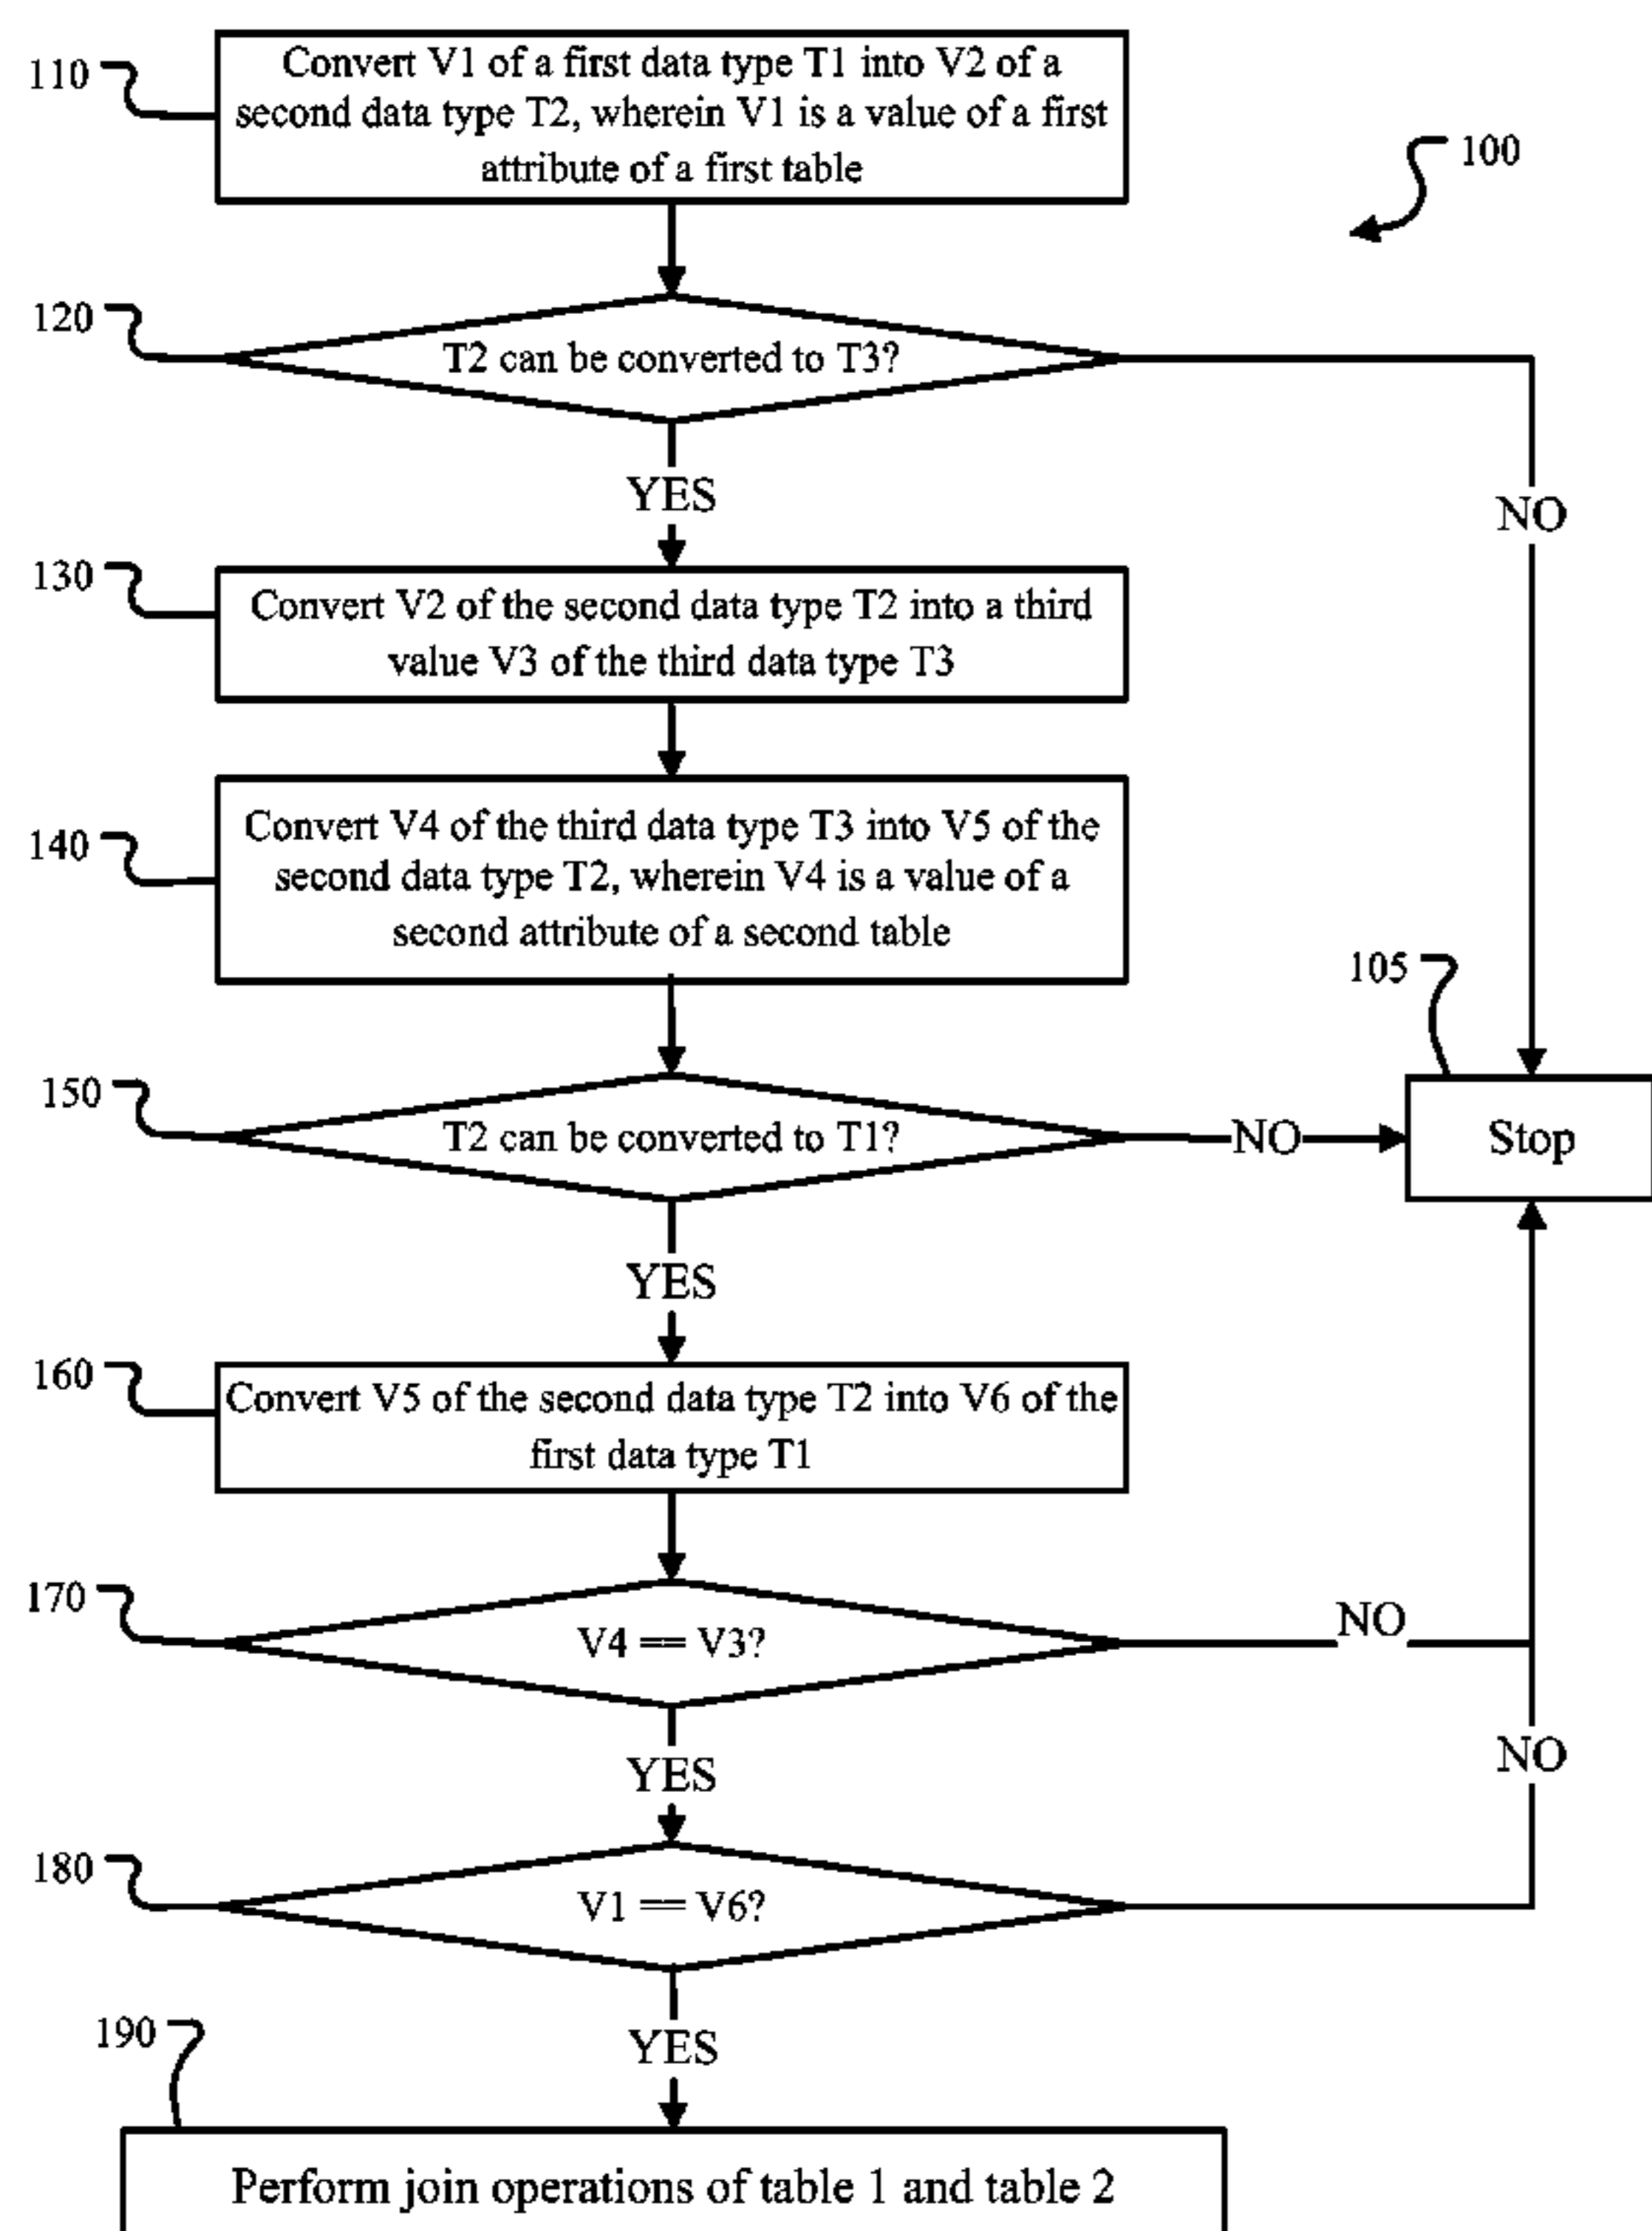 110
Convert V1 of a first data type T1 into V2 of a
second data type T2, wherein V1 is a value of a first
attribute of a first table
100
120
T2 can be converted to T3?
YES
NO
130
Convert V2 of the second data type T2 into a third
value V3 of the third data type T3
140
Convert V4 of the third data type T3 into V5 of the
second data type T2, wherein V4 is a value of a
second attribute of a second table
105
150
T2 can be converted to T1?
NO
Stop
YES
160
Convert V5 of the second data type T2 into V6 of the
first data type T1
170
V4 == V3?
NO
YES
NO
180
V1 == V6?
YES
190
Perform join operations of table 1 and table 2